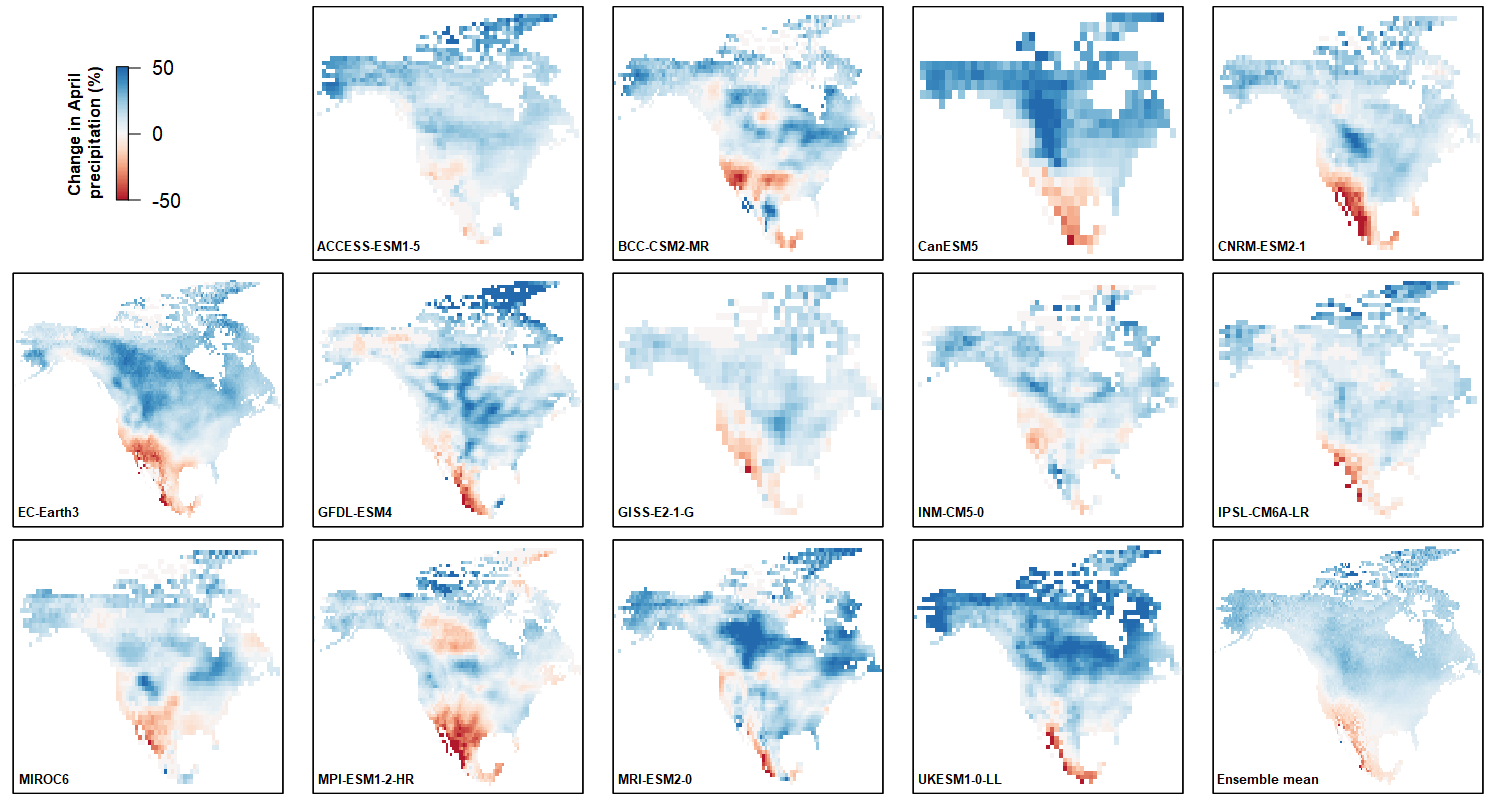 Change in April
precipitation (%)
50
0
-50
ACCESS-ESM1-5
BCC-CSM2-MR
CanESM5
CNRM-ESM2-1
EC-Earth3
GFDL-ESM4
GISS-E2-1-G
INM-CM5-0
IPSL-CM6A-LR
MIROC6
MPI-ESM1-2-HR
MRI-ESM2-0
UKESM1-0-LL
Ensemble mean